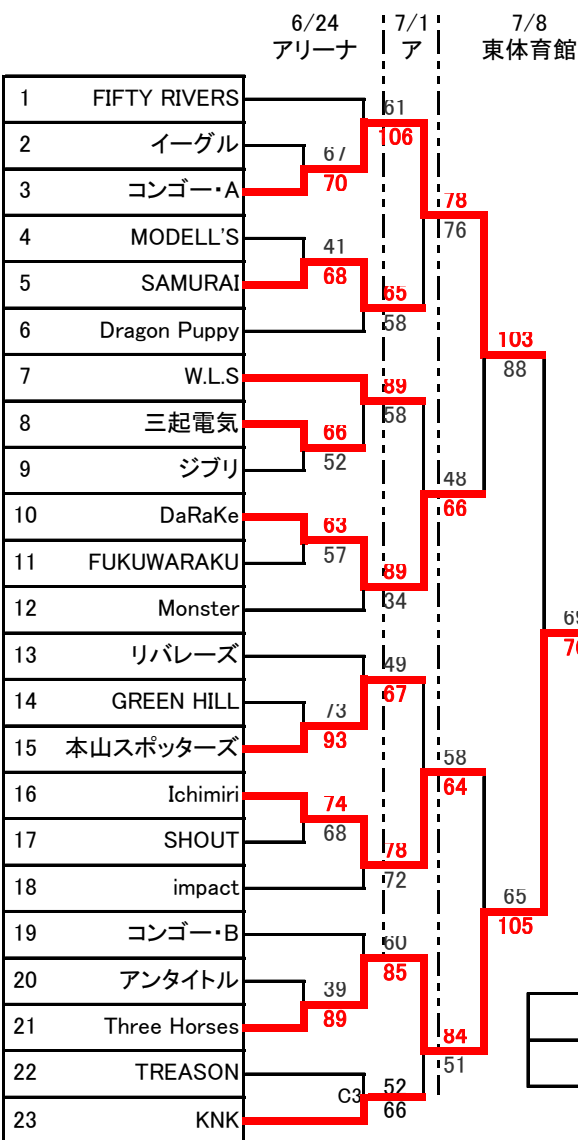 6/24 7/1 7/8
アリーナ ア 東体育館
1 FIFTY RIVERS
61
2 イーグル
106
67
3 コンゴー・A
70
78
4 MODELL'S
76
41
5 SAMURAI
68
65
6 Dragon Puppy
58
103
7 W.L.S
88
89
58
8 三起電気
66
9 ジブリ
52
48
10 DaRaKe
66
63
11 FUKUWARAKU
57
89
12 Monster
34
13 リバレーズ
49
14 GREEN HILL
67
73
15 本山スポッターズ
93
58
16 Ichimiri
64
74
17 SHOUT
68
78
18 impact
72
65
19 コンゴー・B
105
60
20 アンタイトル
85
39
21 Three Horses
89
84
22 TREASON
51
C3 52
23 KNK
66